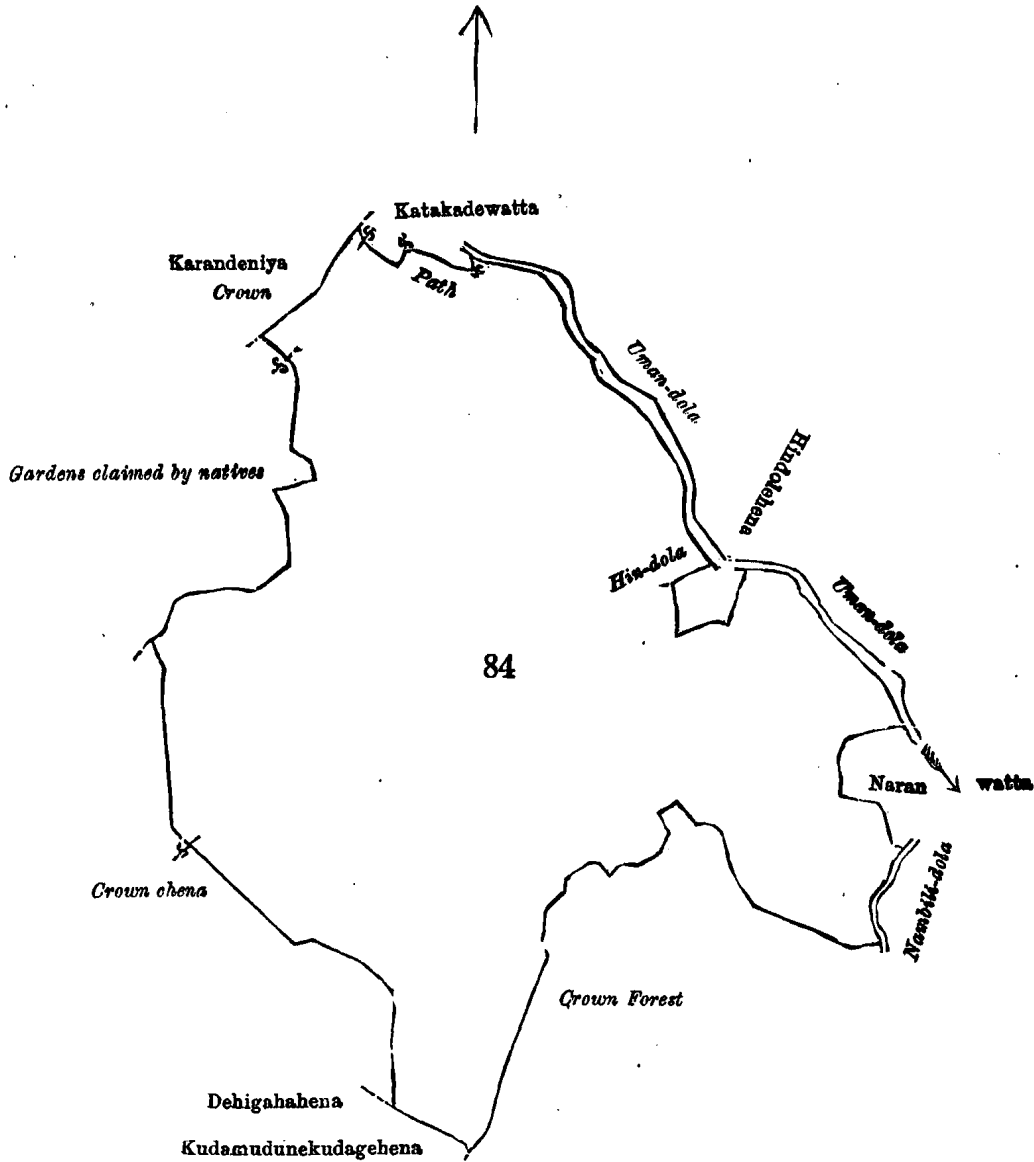 Katakadewatta
Karandeniya
Crown
Path
Uman-dola
Hindolehena
Gardens claimed by natives
Hin-dola
Uman-dola
84
Naran watta
Crown chena
Nambili-dola
Crown Forest
Dehigahahena
Kudamudunekudagehena